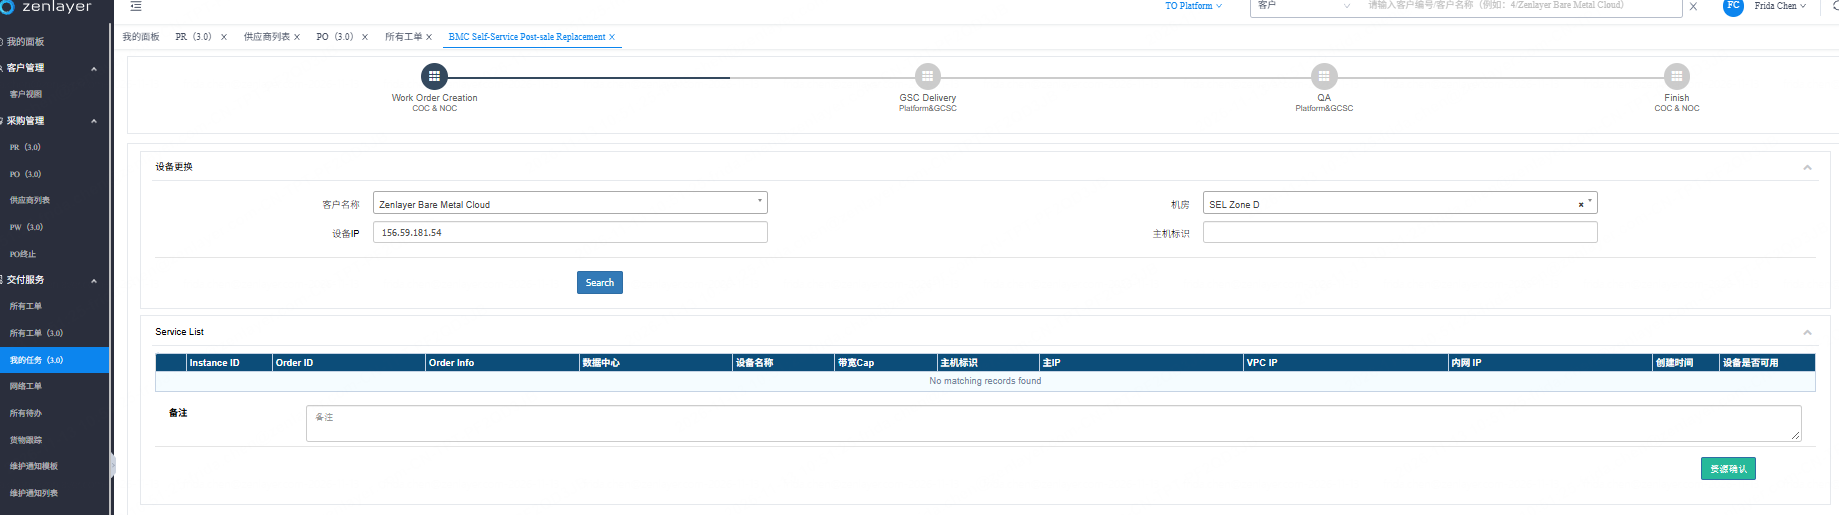 zenlayer
TO Platform
客户
请输入客户编号/客户名称（例如：4/Zenlayer Bare Metal Cloud）
X
FC
Frida Chen
我的面板
PR（3.0） X
供应商列表 X
PO（3.0） X
所有工单 X
BMC Self-Service Post-sale Replacement X
我的面板
客户管理
客户视图
采购管理
PR（3.0）
PO（3.0）
供应商列表
PW（3.0）
PO终止
交付服务
所有工单
所有工单（3.0）
我的任务（3.0）
网络工单
所有待办
货物跟踪
维护通知模板
维护通知列表
Work Order Creation
COC & NOC
GSC Delivery
Platform&GCSC
QA
Platform&GCSC
Finish
COC & NOC
设备更换
客户名称
Zenlayer Bare Metal Cloud
机房
SEL Zone D
×
设备IP
156.59.181.54
主机标识
Search
Service List
Instance ID
Order ID
Order Info
数据中心
设备名称
带宽Cap
主机标识
主IP
VPC IP
内网 IP
创建时间
设备是否可用
No matching records found
备注
备注
资源确认